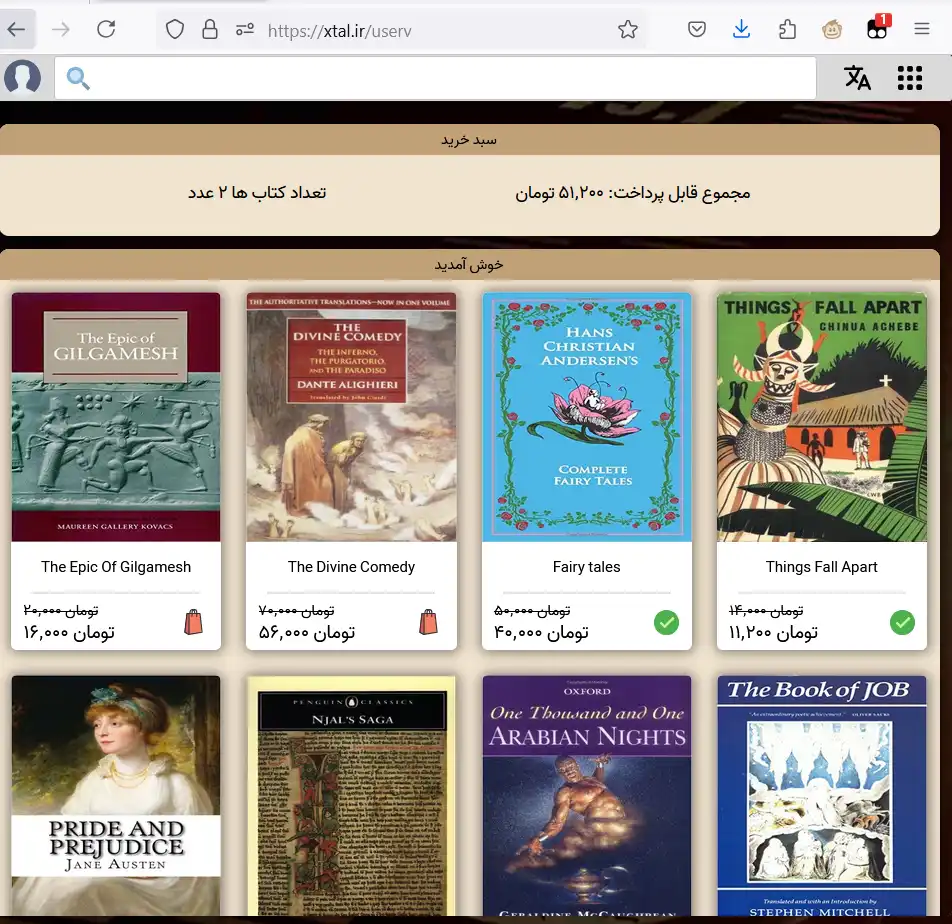 1
https://xtal.ir/userv
سبد خرید
مجموع قابل پرداخت: ۵۱,۲۰۰ تومان
تعداد کتاب ها ۲ عدد
خوش آمدید
The Epic of
GILGAMESH
MAUREEN GALLERY KOVACS
The Epic Of Gilgamesh
تومان ۲۰,۰۰۰
تومان ۱۶,۰۰۰
THE AUTHORITATIVE TRANSLATIONS—NOW IN ONE VOLUME
THE
DIVINE COMEDY
THE INFERNO,
THE PURGATORIO,
AND THE PARADISO
DANTE ALIGHIERI
Translated by John Ciardi
The Divine Comedy
تومان ۷۰,۰۰۰
تومان ۵۶,۰۰۰
HANS
CHRISTIAN
ANDERSEN'S
COMPLETE
FAIRY TALES
Fairy tales
تومان ۵۰,۰۰۰
تومان ۴۰,۰۰۰
THINGS FALL APART
CHINUA ACHEBE
Things Fall Apart
تومان ۱۴,۰۰۰
تومان ۱۱,۲۰۰
PRIDE AND
PREJUDICE
JANE AUSTEN
PENGUIN CLASSICS
NJAL'S SAGA
OXFORD
One Thousand and One
ARABIAN NIGHTS
GERALDINE McCAUGHREAN
The Book of JOB
"An extraordinary poetic achievement." —OLIVER SACKS
Translated and with an Introduction by
STEPHEN MITCHELL